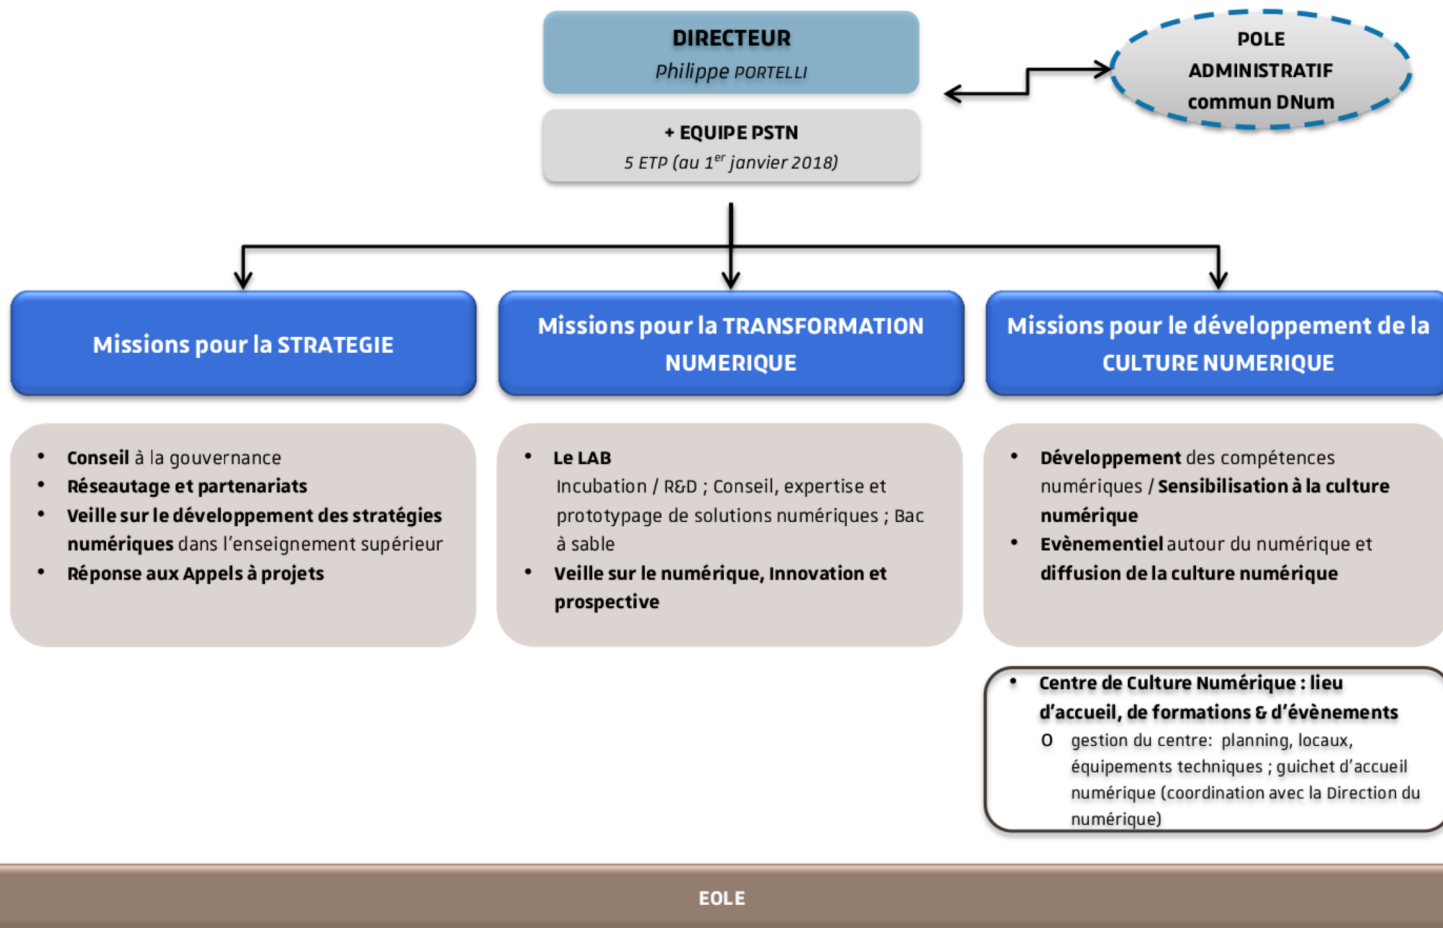 DIRECTEUR
Philippe PORTELLI
POLE
ADMINISTRATIF
commun DNum
+ EQUIPE PSTN
5 ETP (au 1er janvier 2018)
Missions pour la STRATEGIE
Missions pour la TRANSFORMATION
NUMERIQUE
Missions pour le développement de la
CULTURE NUMERIQUE
• Conseil à la gouvernance
• Réseautage et partenariats
• Veille sur le développement des stratégies
numériques dans l'enseignement supérieur
• Réponse aux Appels à projets
• Le LAB
Incubation / R&D ; Conseil, expertise et
prototypage de solutions numériques ; Bac
à sable
• Veille sur le numérique, Innovation et
prospective
• Développement des compétences
numériques / Sensibilisation à la culture
numérique
• Evènementiel autour du numérique et
diffusion de la culture numérique
• Centre de Culture Numérique : lieu
d'accueil, de formations & d'évènements
O gestion du centre: planning, locaux,
équipements techniques ; guichet d'accueil
numérique (coordination avec la Direction du
numérique)
EOLE